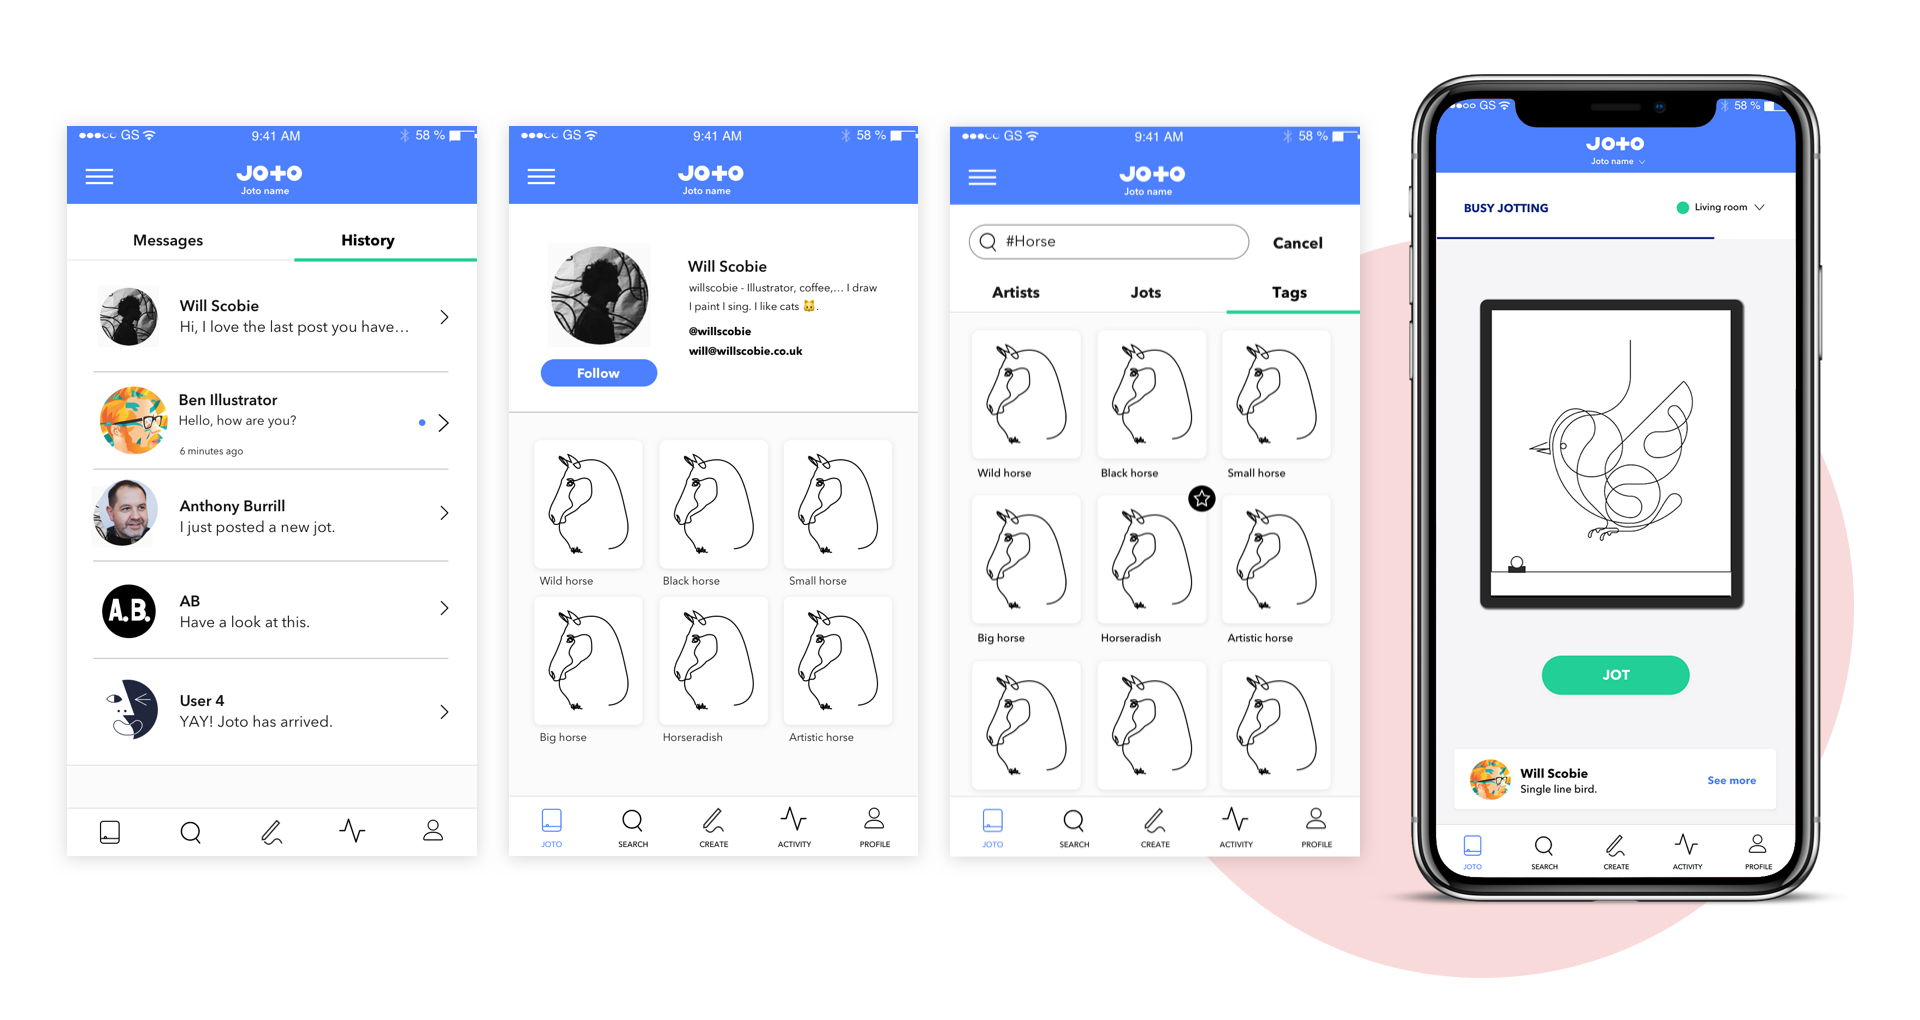 GS
9:41 AM
58 %
JOTO
Joto name
Messages
History
Will Scobie
Hi, I love the last post you have...
Ben Illustrator
Hello, how are you?
6 minutes ago
Anthony Burrill
I just posted a new jot.
A.B.
AB
Have a look at this.
User 4
YAY! Joto has arrived.
GS
9:41 AM
58 %
JOTO
Joto name
Will Scobie
willscobie - Illustrator, coffee,... I draw
I paint I sing. I like cats 🐱.
@willscobie
will@willscobie.co.uk
Follow
Wild horse
Black horse
Small horse
Big horse
Horseradish
Artistic horse
JOTO
SEARCH
CREATE
ACTIVITY
PROFILE
GS
9:41 AM
58 %
JOTO
Joto name
#Horse
Cancel
Artists
Jots
Tags
Wild horse
Black horse
Small horse
Big horse
Horseradish
Artistic horse
JOTO
SEARCH
CREATE
ACTIVITY
PROFILE
GS
58 %
JOTO
Joto name
BUSY JOTTING
Living room
JOT
Will Scobie
Single line bird.
See more
JOTO
SEARCH
CREATE
ACTIVITY
PROFILE